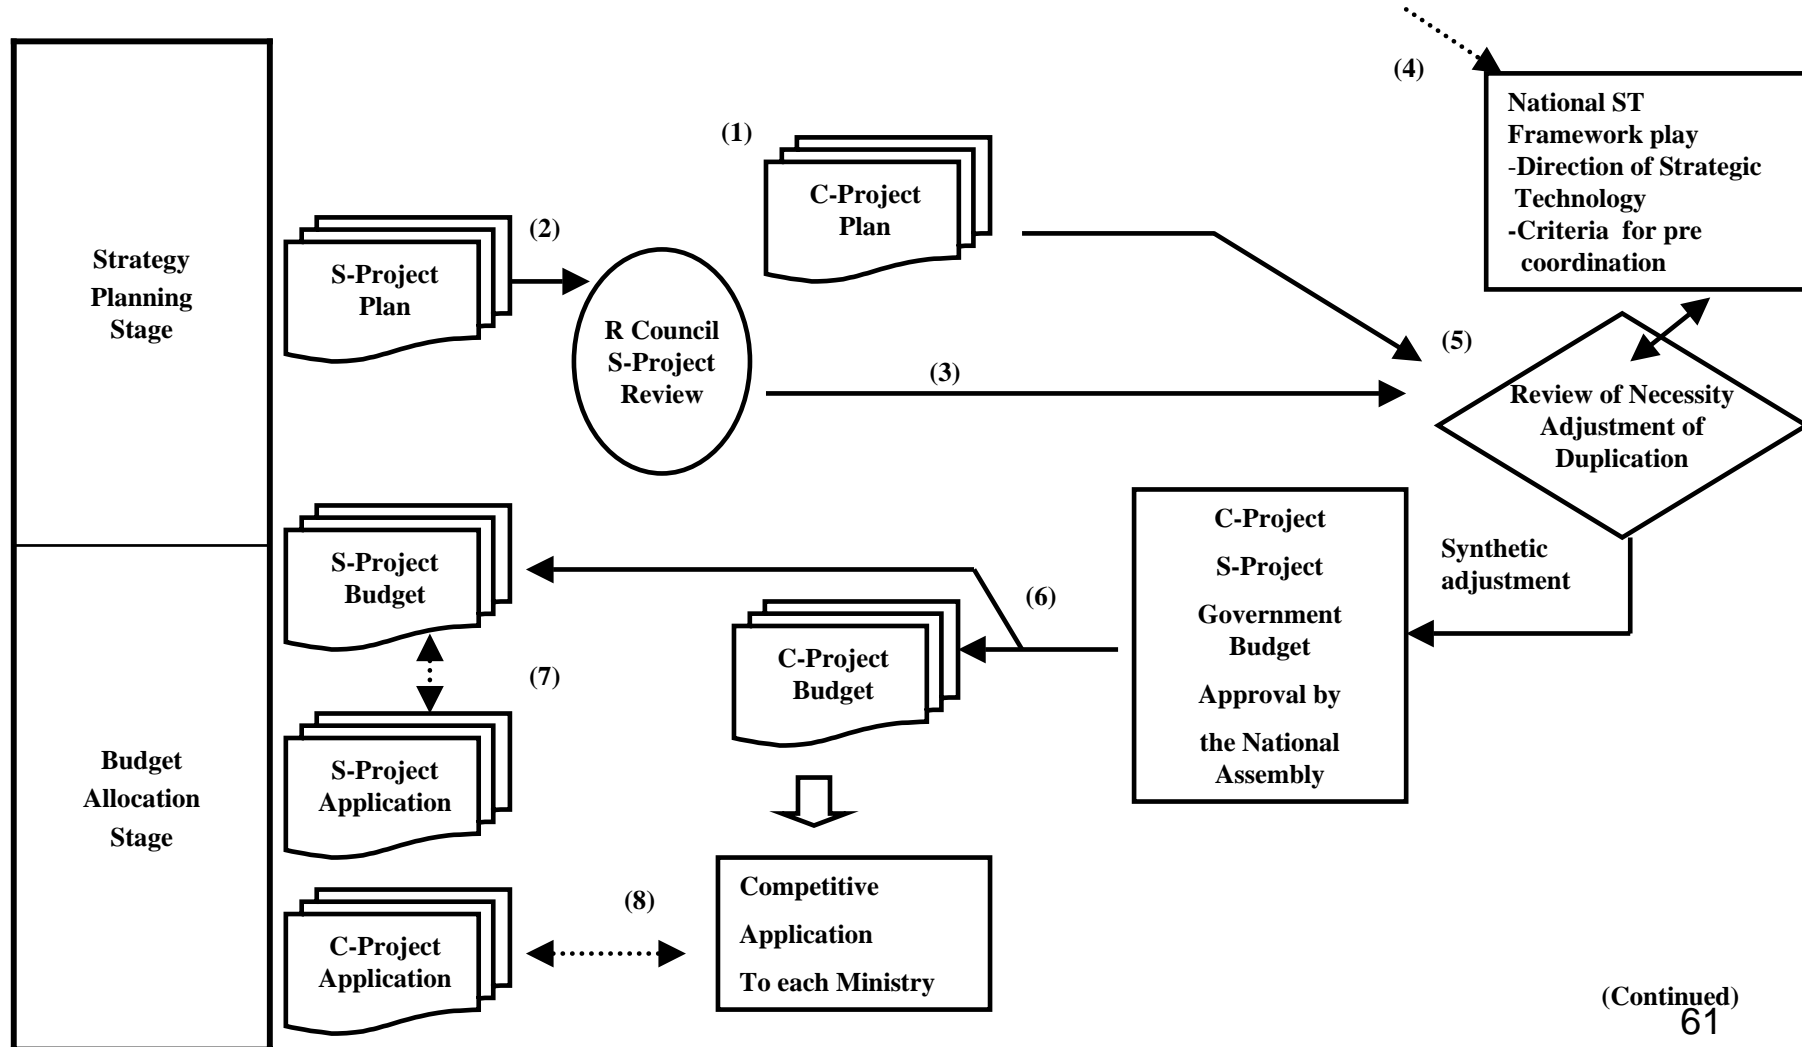 (4)
National ST
Framework play
-Direction of Strategic
Technology
-Criteria for pre
coordination
(1)
C-Project
Plan
Strategy
Planning
Stage
(2)
S-Project
Plan
R Council
S-Project
Review
(3)
(5)
Review of Necessity
Adjustment of
Duplication
S-Project
Budget
C-Project
S-Project
Government
Budget
Approval by
the National
Assembly
Synthetic
adjustment
(6)
C-Project
Budget
(7)
Budget
Allocation
Stage
S-Project
Application
C-Project
Application
(8)
Competitive
Application
To each Ministry
(Continued)
61